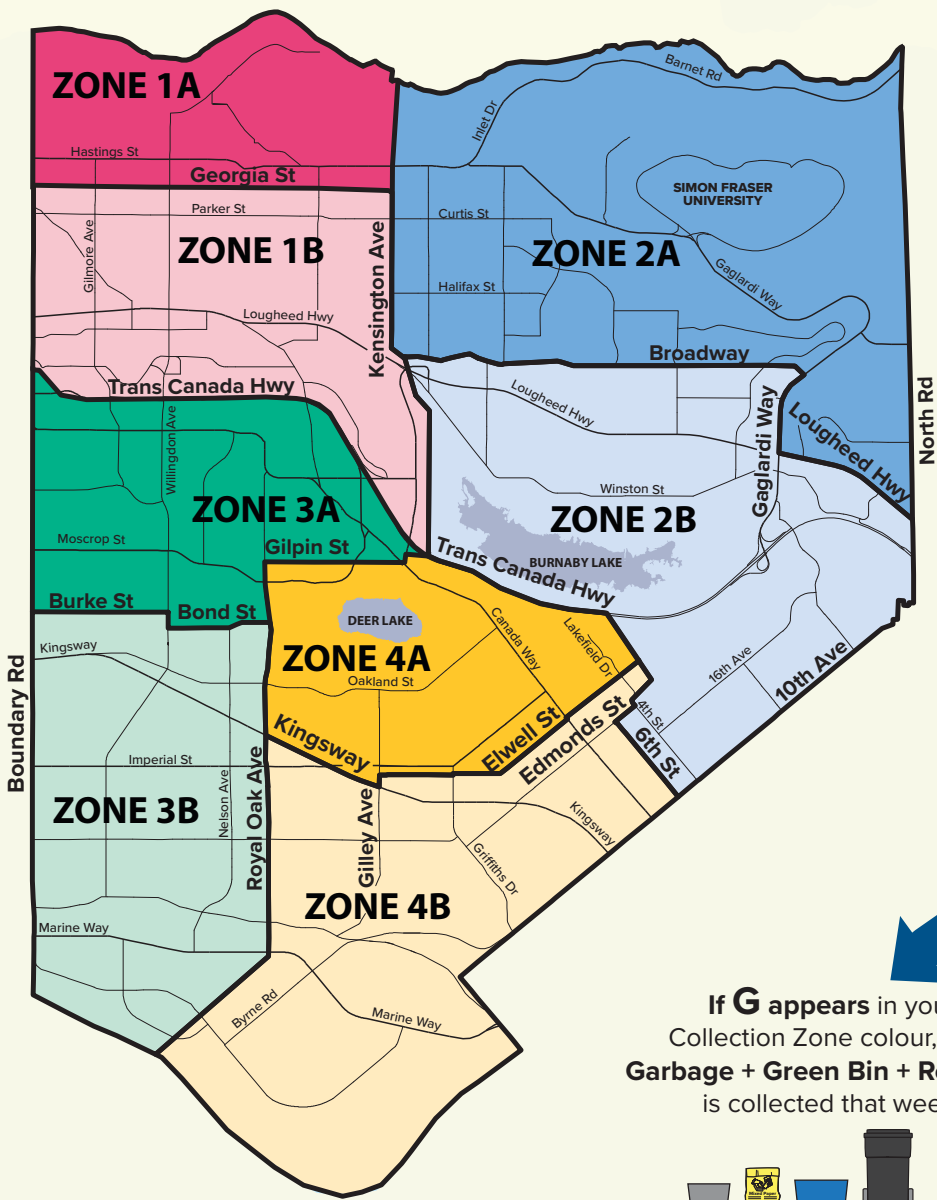 ZONE 1A
Barnet Rd
Inlet Dr
Hastings St
Georgia St
SIMON FRASER
UNIVERSITY
Parker St
Curtis St
Gilmore Ave
ZONE 1B
Kensington Ave
ZONE 2A
Gaglardi Way
Halifax St
Lougheed Hwy
Broadway
Trans Canada Hwy
Lougheed Hwy
Gaglardi Way
Lougheed Hwy
North Rd
Willingdon Ave
Winston St
ZONE 3A
ZONE 2B
Moscrop St
Gilpin St
Trans Canada Hwy
BURNABY LAKE
Burke St
Bond St
DEER LAKE
Canada Way
Lakefield Dr
Kingsway
ZONE 4A
Oakland St
16th Ave
10th Ave
Boundary Rd
4th St
6th St
Kingsway
Elwell St
Edmonds St
Imperial St
Nelson Ave
Royal Oak Ave
ZONE 3B
Gilley Ave
Kingsway
Griffiths Dr
ZONE 4B
Marine Way
Byrne Rd
Marine Way
If G appears in you
Collection Zone colour,
Garbage + Green Bin + Re
is collected that wee
Mixed Paper